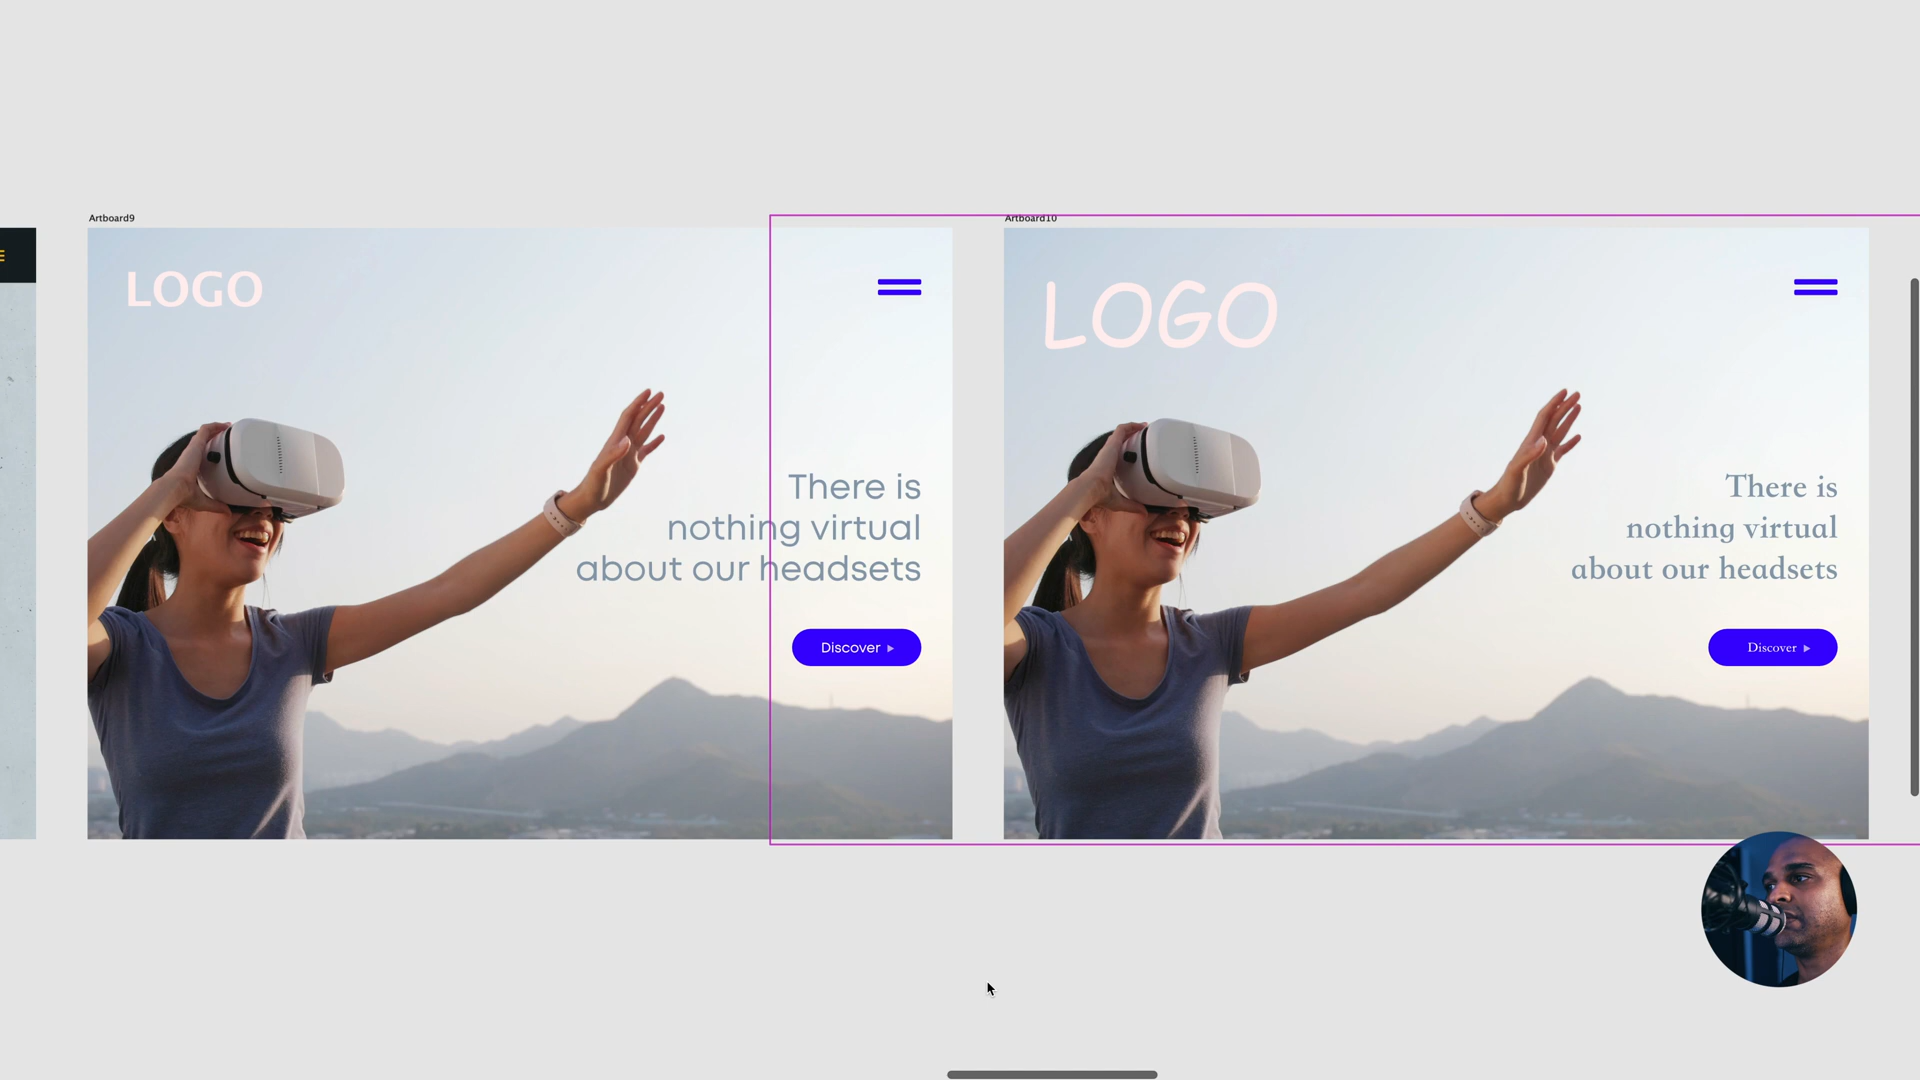 Artboard9
LOGO
There is
nothing virtual
about our headsets
Discover
Artboard10
LOGO
There is
nothing virtual
about our headsets
Discover